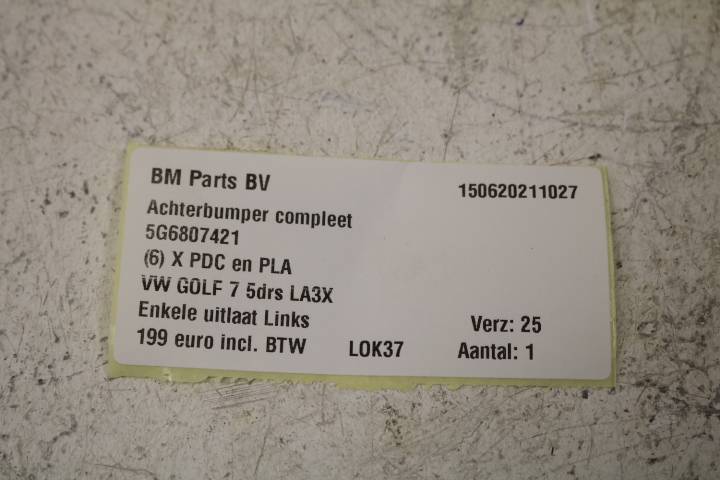 BM Parts BV 150620211027
Achterbumper compleet
5G6807421
(6) X PDC en PLA
VW GOLF 7 5drs LA3X
Enkele uitlaat Links Verz: 25
199 euro incl. BTW LOK37 Aantal: 1